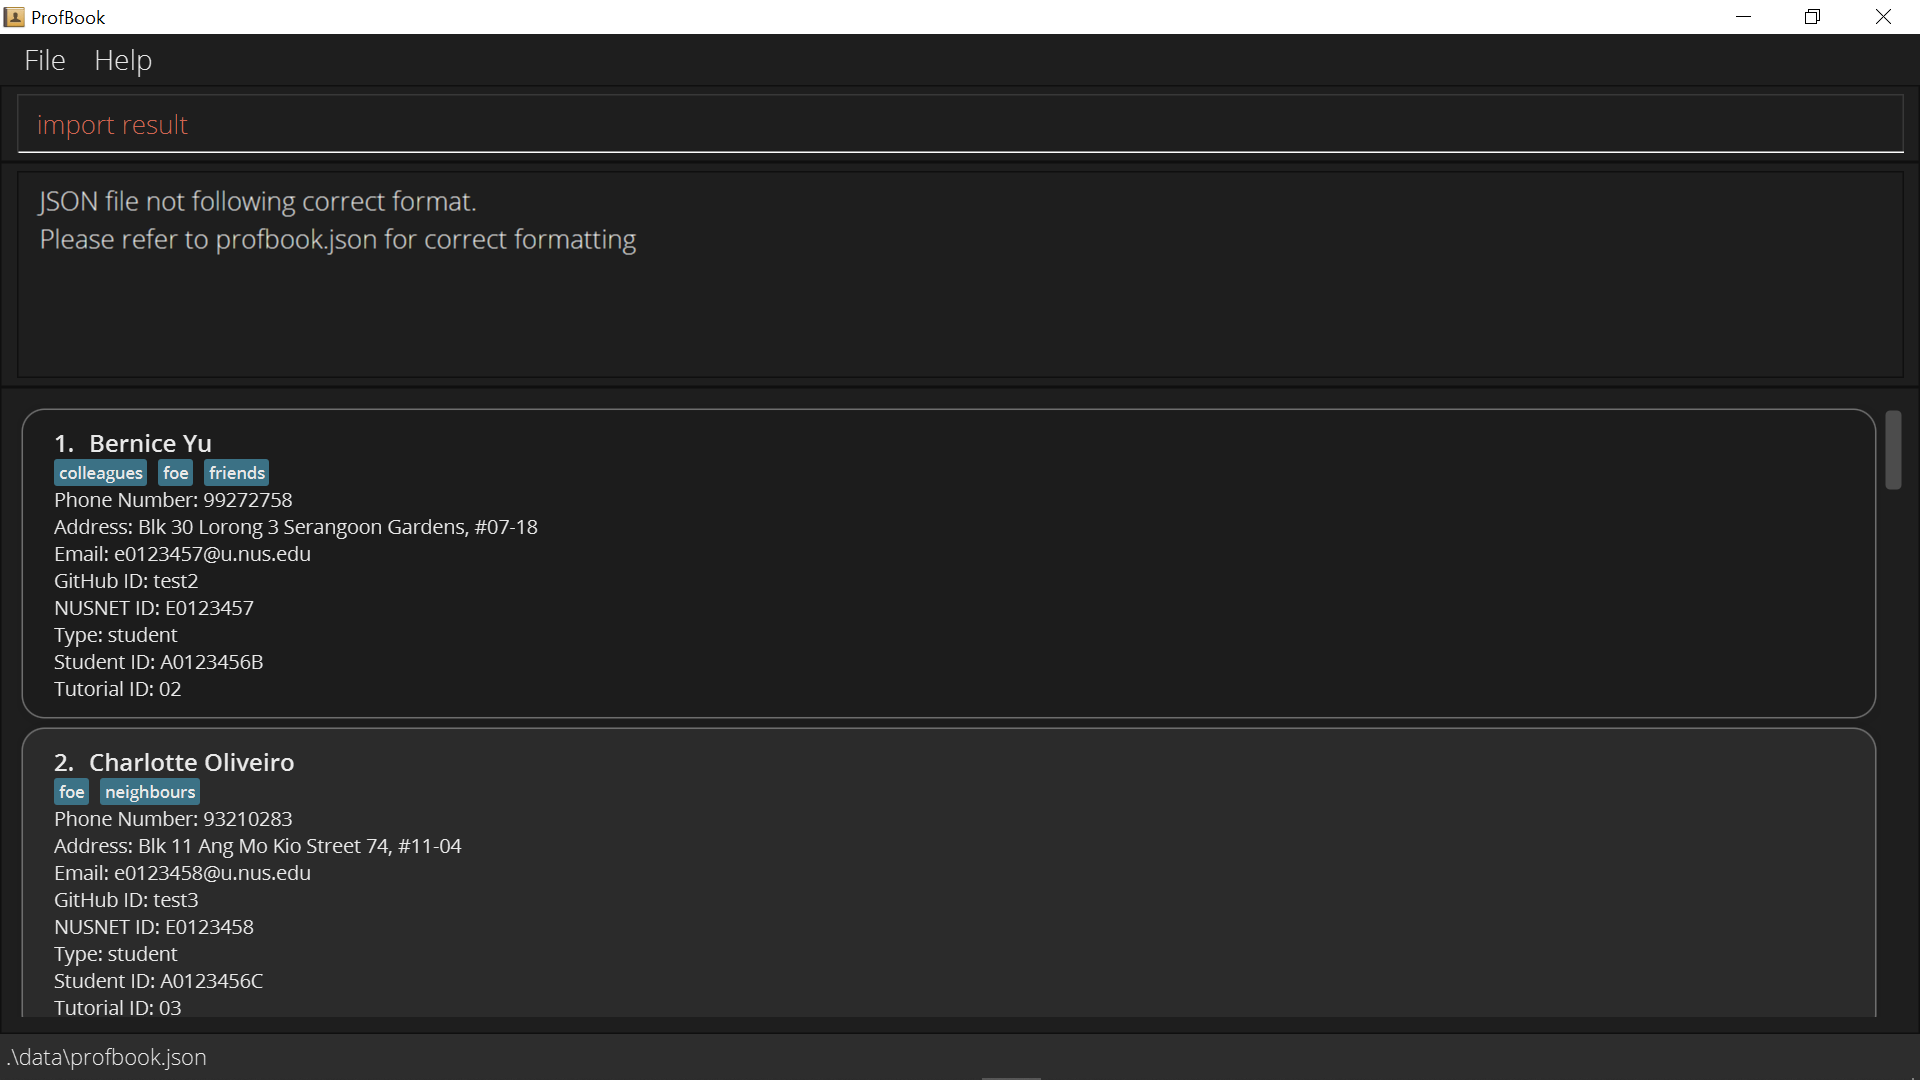 ProfBook
File Help
import result
JSON file not following correct format.
Please refer to profbook.json for correct formatting
1. Bernice Yu
colleagues foe friends
Phone Number: 99272758
Address: Blk 30 Lorong 3 Serangoon Gardens, #07-18
Email: e0123457@u.nus.edu
GitHub ID: test2
NUSNET ID: E0123457
Type: student
Student ID: A0123456B
Tutorial ID: 02
2. Charlotte Oliveiro
foe neighbours
Phone Number: 93210283
Address: Blk 11 Ang Mo Kio Street 74, #11-04
Email: e0123458@u.nus.edu
GitHub ID: test3
NUSNET ID: E0123458
Type: student
Student ID: A0123456C
Tutorial ID: 03
.\data\profbook.json